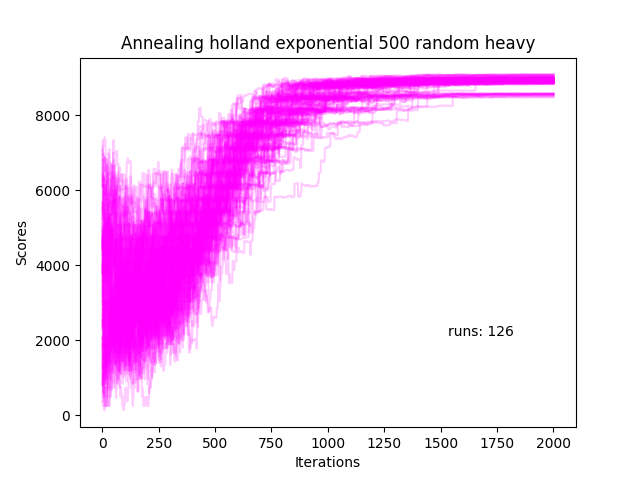 Annealing holland exponential 500 random heavy
Scores
8000
6000
4000
2000
0
runs: 126
0 250 500 750 1000 1250 1500 1750 2000
Iterations